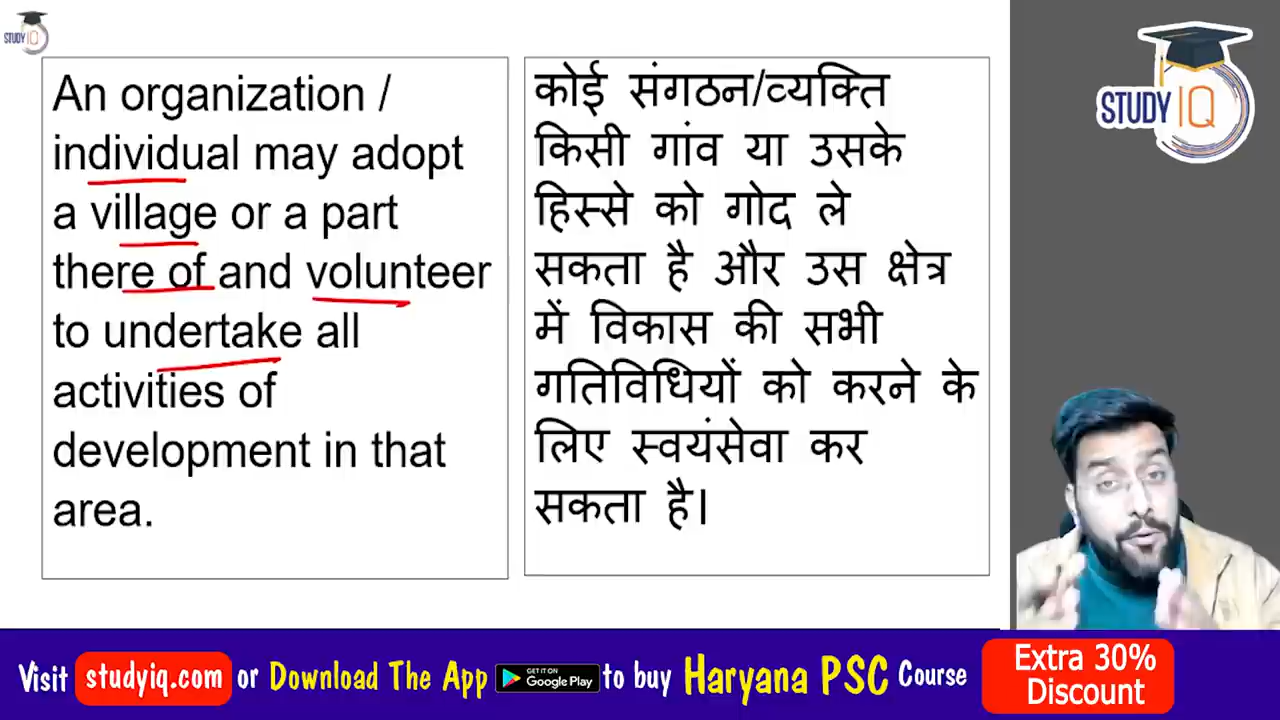 STUDY IQ
An organization /
individual may adopt
a village or a part
there of and volunteer
to undertake all
activities of
development in that
area.
कोई संगठन/व्यक्ति
किसी गांव या उसके
हिस्से को गोद ले
सकता है और उस क्षेत्र
में विकास की सभी
गतिविधियों को करने के
लिए स्वयंसेवा कर
सकता है।
STUDY IQ
Visit studyiq.com or Download The App GET IT ON Google Play to buy Haryana PSC Course
Extra 30%
Discount